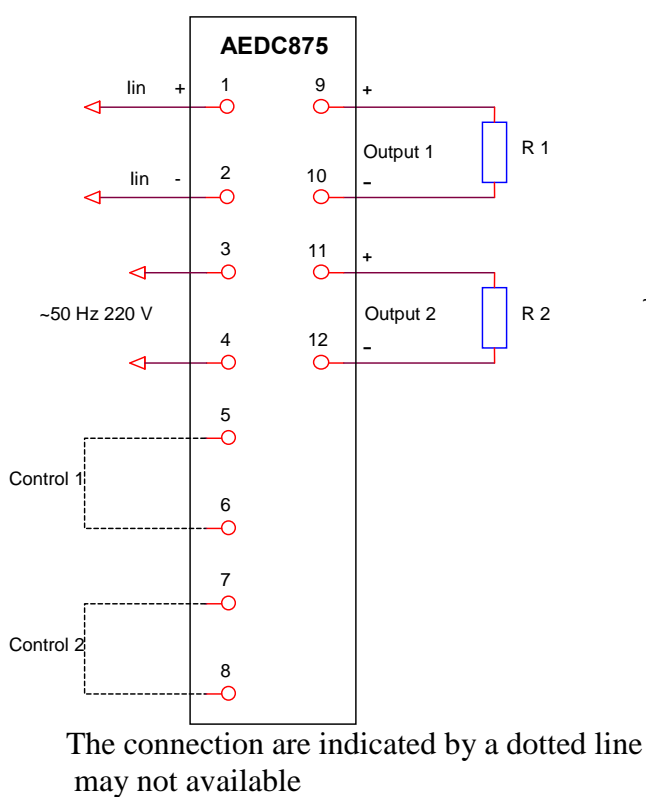 AEDC875
Iin + 1 9 +
Output 1 R 1
Iin - 2 10 -
3 11 +
~50 Hz 220 V Output 2 R 2
4 12 -
5
Control 1
6
7
Control 2
8
The connection are indicated by a dotted line
may not available